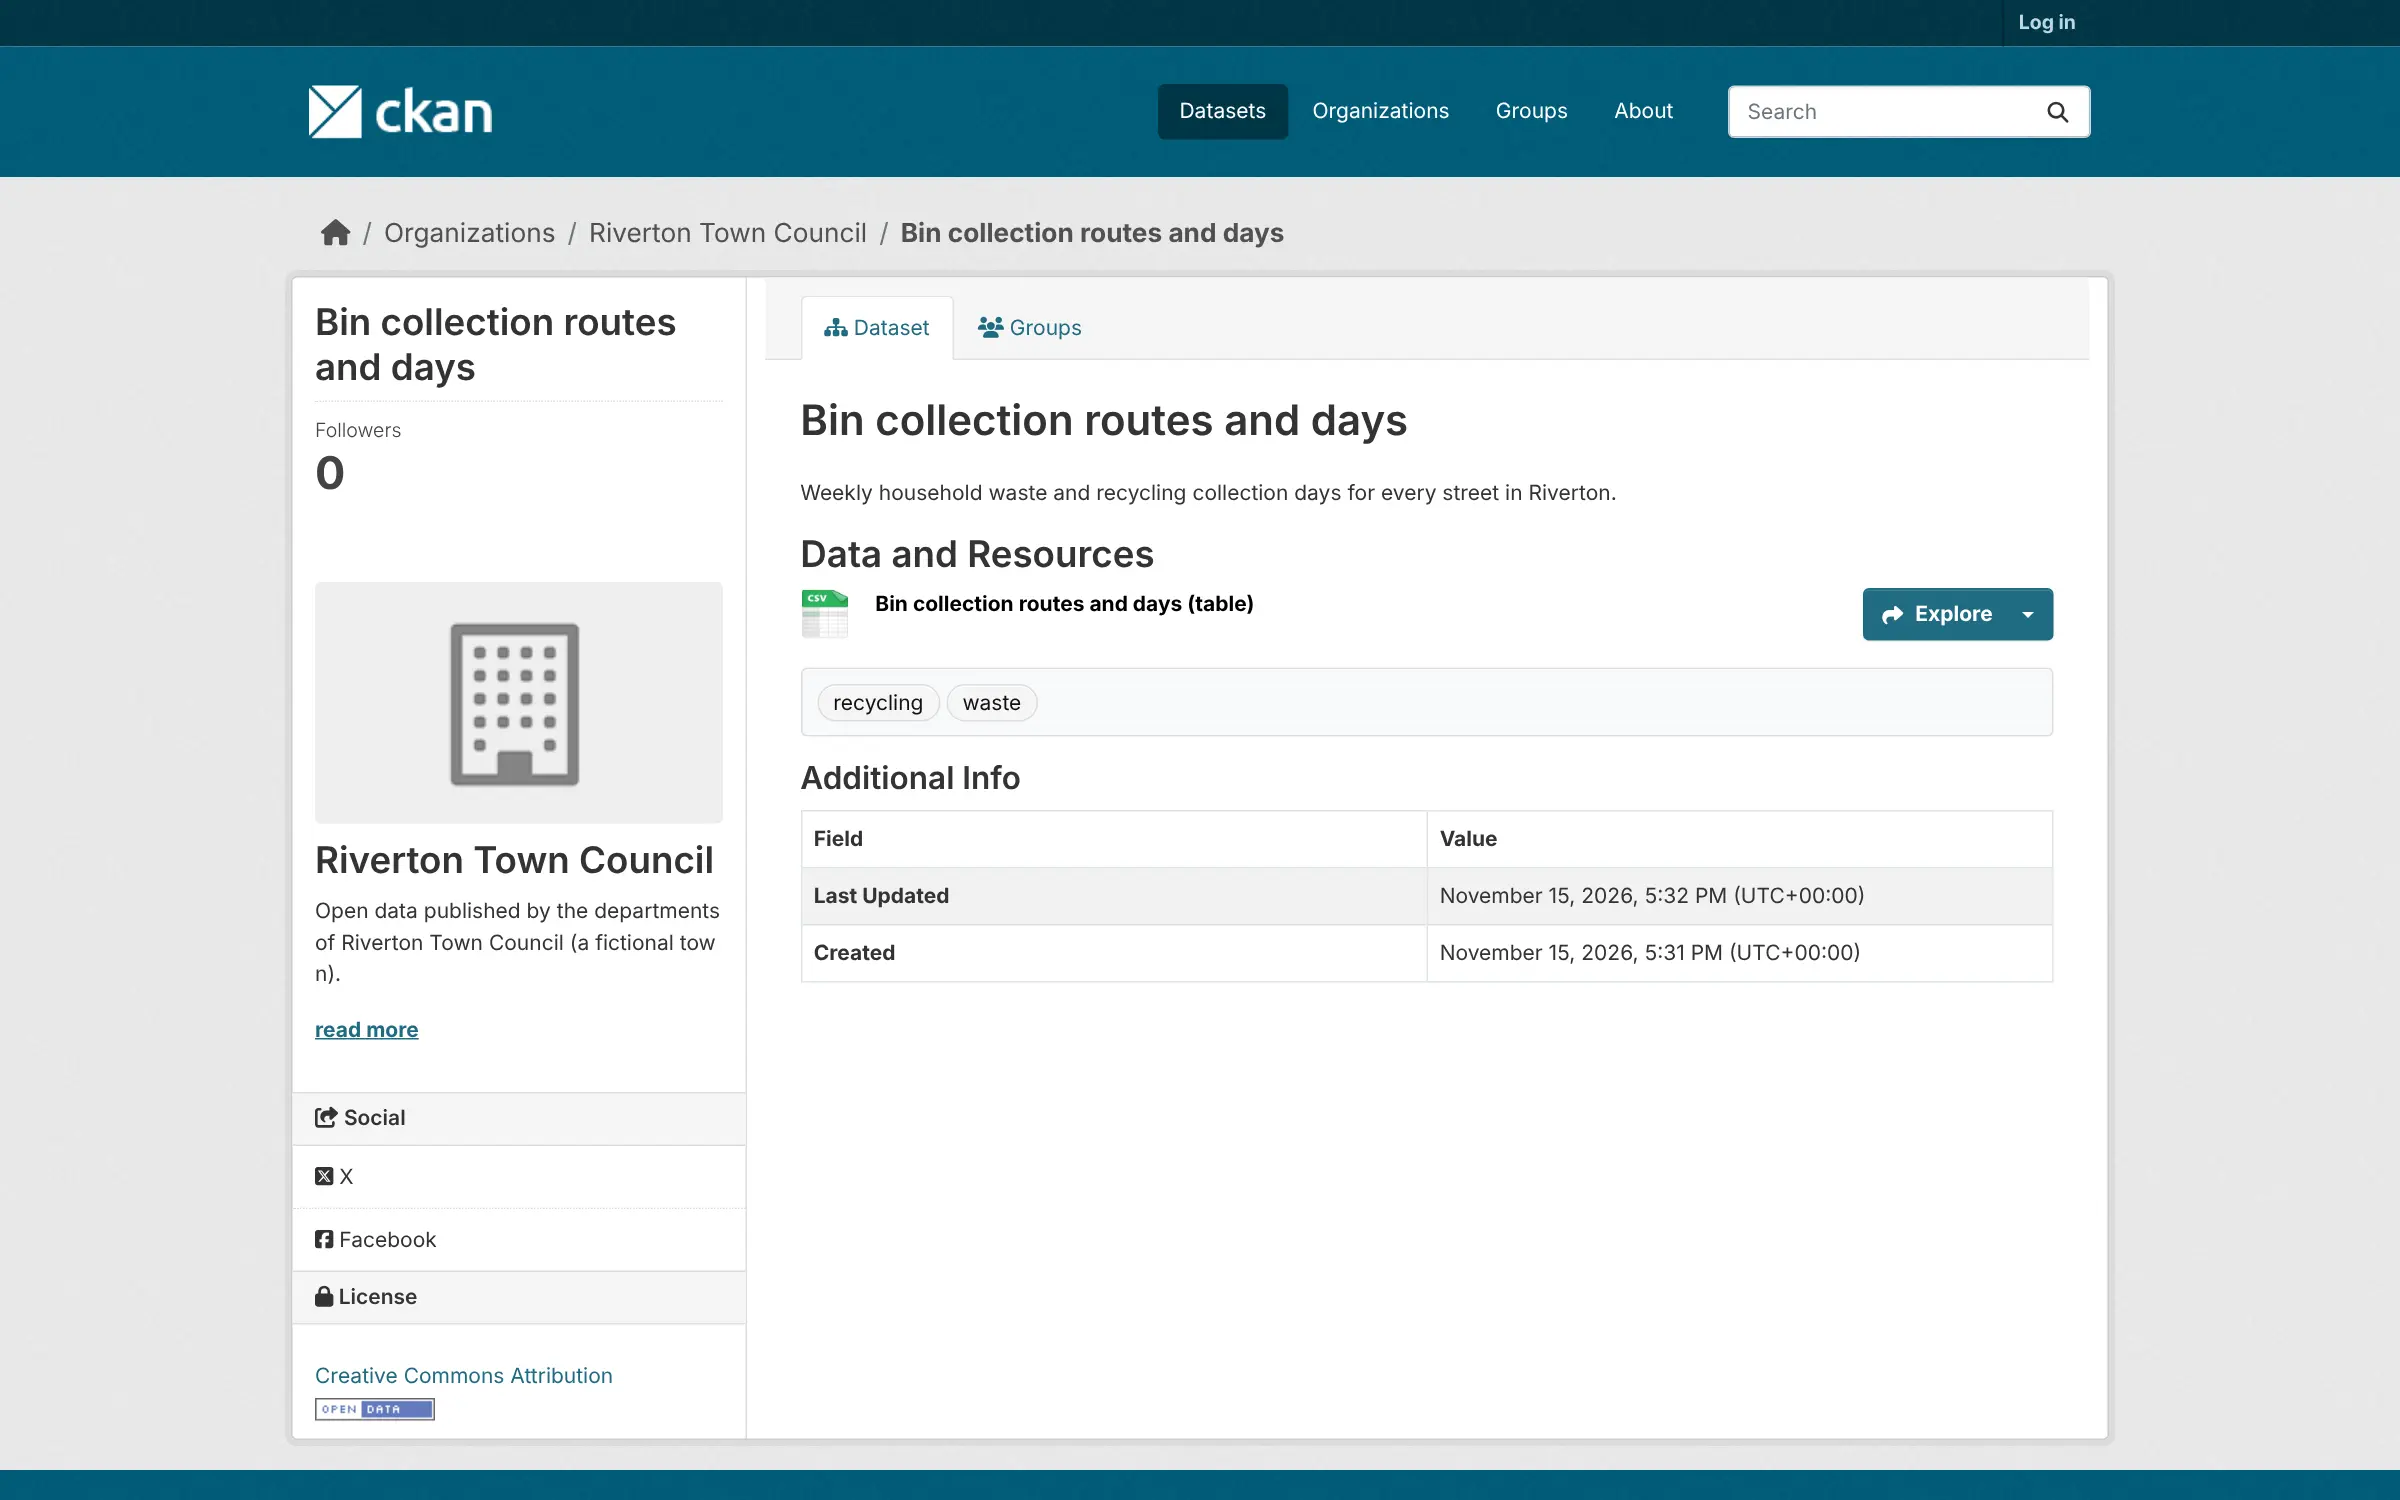 Log in
ckan
Datasets
Organizations
Groups
About
Search
/ Organizations / Riverton Town Council / Bin collection routes and days
Bin collection routes
and days
Followers
0
Riverton Town Council
Open data published by the departments
of Riverton Town Council (a fictional tow
n).
read more
Social
X
Facebook
License
Creative Commons Attribution
OPEN DATA
Dataset
Groups
Bin collection routes and days
Weekly household waste and recycling collection days for every street in Riverton.
Data and Resources
CSV
Bin collection routes and days (table)
Explore
recycling
waste
Additional Info
Field Value
Last Updated November 15, 2026, 5:32 PM (UTC+00:00)
Created November 15, 2026, 5:31 PM (UTC+00:00)